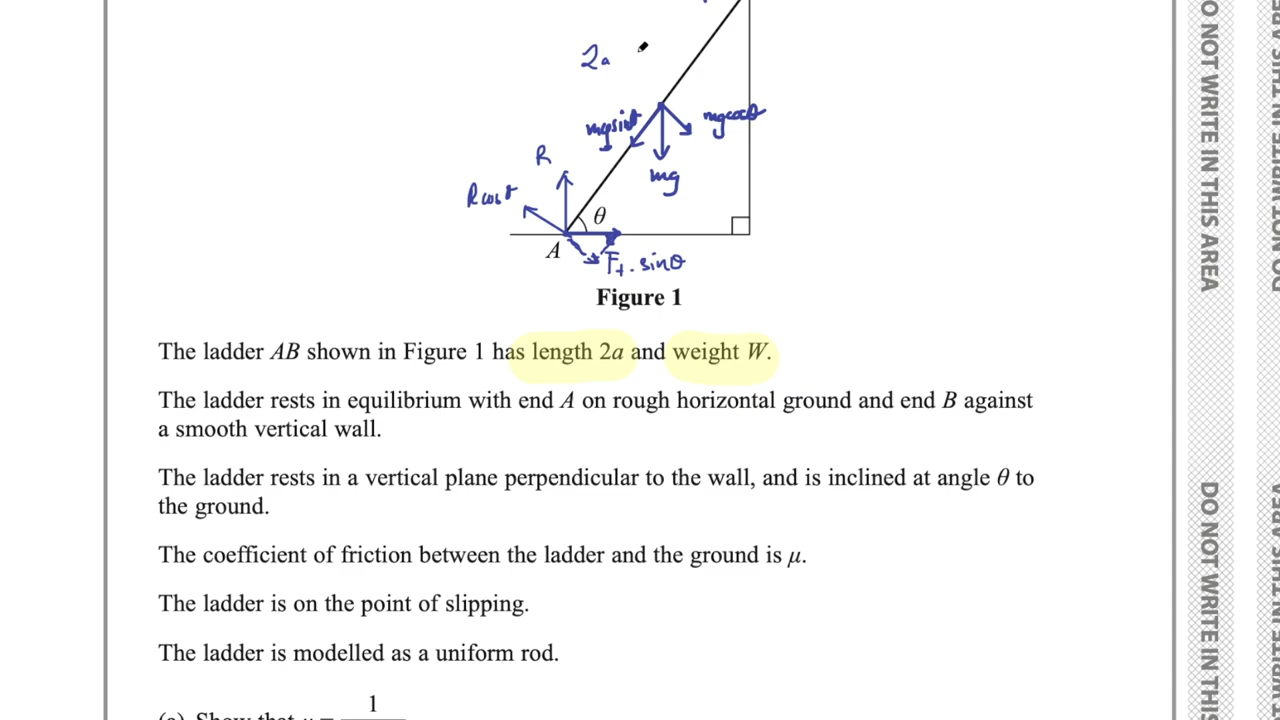 2a
mgsinθ
mgcosθ
R
mg
R cosθ
θ
A
F₊. sinθ
Figure 1
The ladder AB shown in Figure 1 has length 2a and weight W.
The ladder rests in equilibrium with end A on rough horizontal ground and end B against
a smooth vertical wall.
The ladder rests in a vertical plane perpendicular to the wall, and is inclined at angle θ to
the ground.
The coefficient of friction between the ladder and the ground is μ.
The ladder is on the point of slipping.
The ladder is modelled as a uniform rod.
1
(a) Show that μ =
O NOT WRITE IN THIS AREA
DO NOT WRITE IN THIS